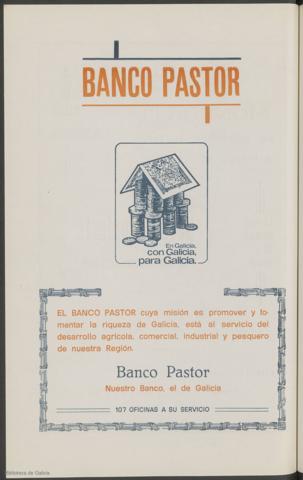 BANCO PASTOR
En Galicia,
con Galicia,
para Galicia.
EL BANCO PASTOR cuya misión es promover y fo-
mentar la riqueza de Galicia, está al servicio del
desarrollo agrícola, comercial, industrial y pesquero
de nuestra Región.
Banco Pastor
Nuestro Banco, el de Galicia
107 OFICINAS A SU SERVICIO
Biblioteca de Galicia